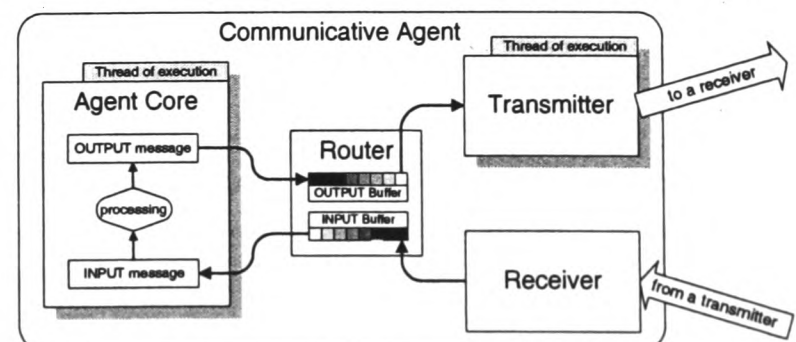 Communicative Agent
Thread of execution
Agent Core
OUTPUT message
processing
INPUT message
Router
OUTPUT Buffer
INPUT Buffer
Thread of execution
Transmitter
to a receiver
Receiver
from a transmitter